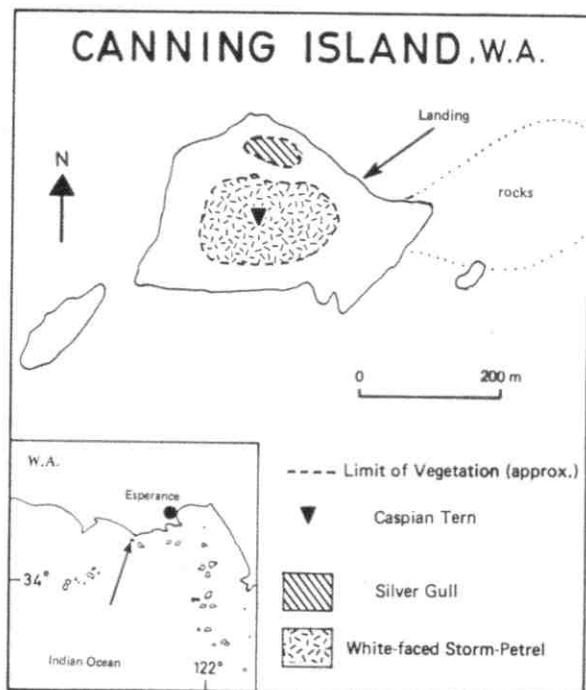 CANNING ISLAND, W.A.
Landing
N
rocks
0 200 m
W.A.
Esperance
34°
Indian Ocean
122°
Limit of Vegetation (approx.)
Caspian Tern
Silver Gull
White-faced Storm-Petrel